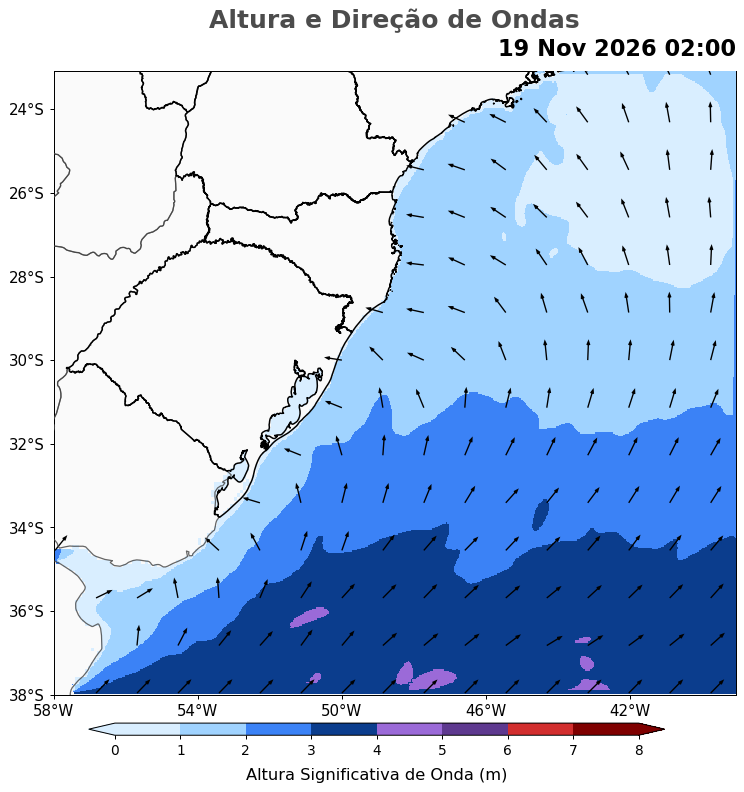 Altura e Direção de Ondas
19 Nov 2026 02:00
24°S
26°S
28°S
30°S
32°S
34°S
36°S
38°S
58°W 54°W 50°W 46°W 42°W
0 1 2 3 4 5 6 7 8
Altura Significativa de Onda (m)